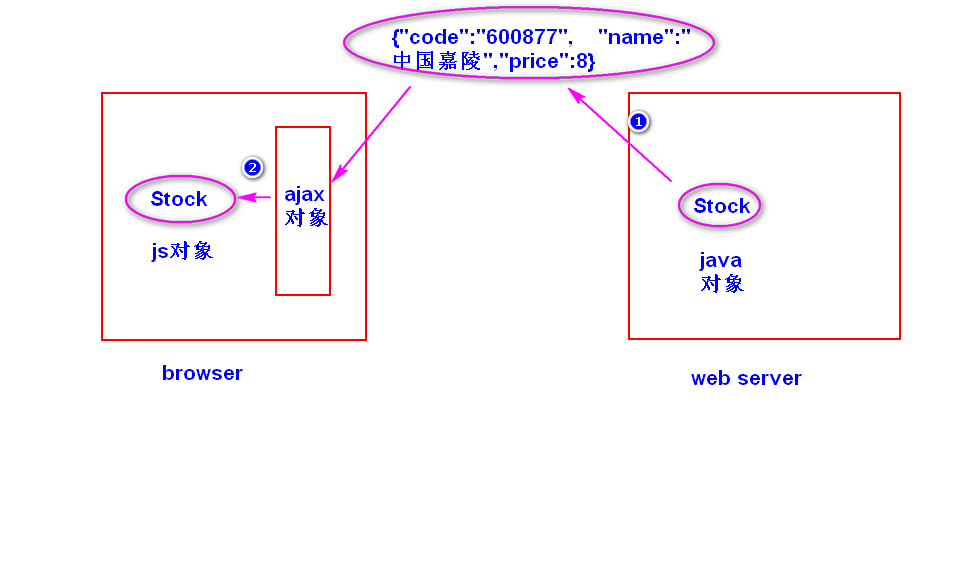 {"code":"600877", "name":"
中国嘉陵","price":8}
1
2
ajax
对象
Stock
js对象
browser
Stock
java
对象
web server